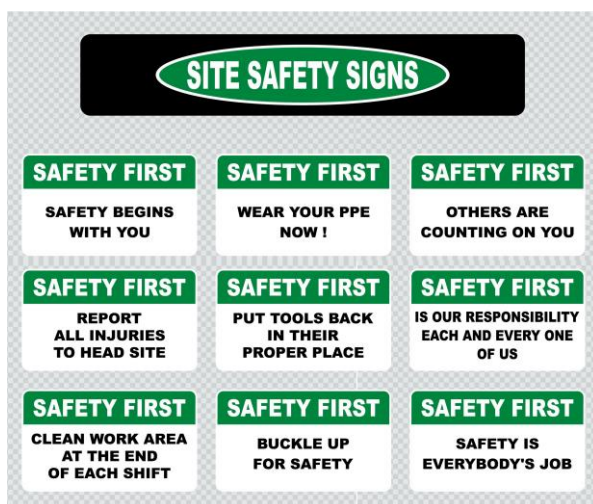 SITE SAFETY SIGNS
SAFETY FIRST
SAFETY BEGINS
WITH YOU
SAFETY FIRST
WEAR YOUR PPE
NOW !
SAFETY FIRST
OTHERS ARE
COUNTING ON YOU
SAFETY FIRST
REPORT
ALL INJURIES
TO HEAD SITE
SAFETY FIRST
PUT TOOLS BACK
IN THEIR
PROPER PLACE
SAFETY FIRST
IS OUR RESPONSIBILITY
EACH AND EVERY ONE
OF US
SAFETY FIRST
CLEAN WORK AREA
AT THE END
OF EACH SHIFT
SAFETY FIRST
BUCKLE UP
FOR SAFETY
SAFETY FIRST
SAFETY IS
EVERYBODY'S JOB